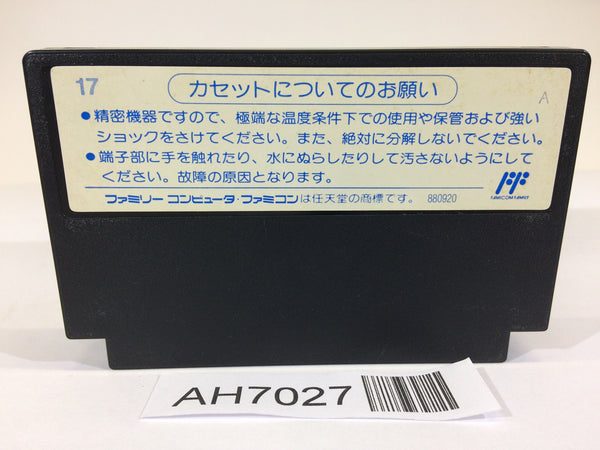 17
カセットについてのお願い
A
●精密機器ですので、極端な温度条件下での使用や保管および強い
ショックをさけてください。また、絶対に分解しないでください。
●端子部に手を触れたり、水にぬらしたりして汚さないようにして
ください。故障の原因となります。
FAMICOM FAMILY
ファミリー コンピュータ・ファミコンは任天堂の商標です。 880920
AH7027